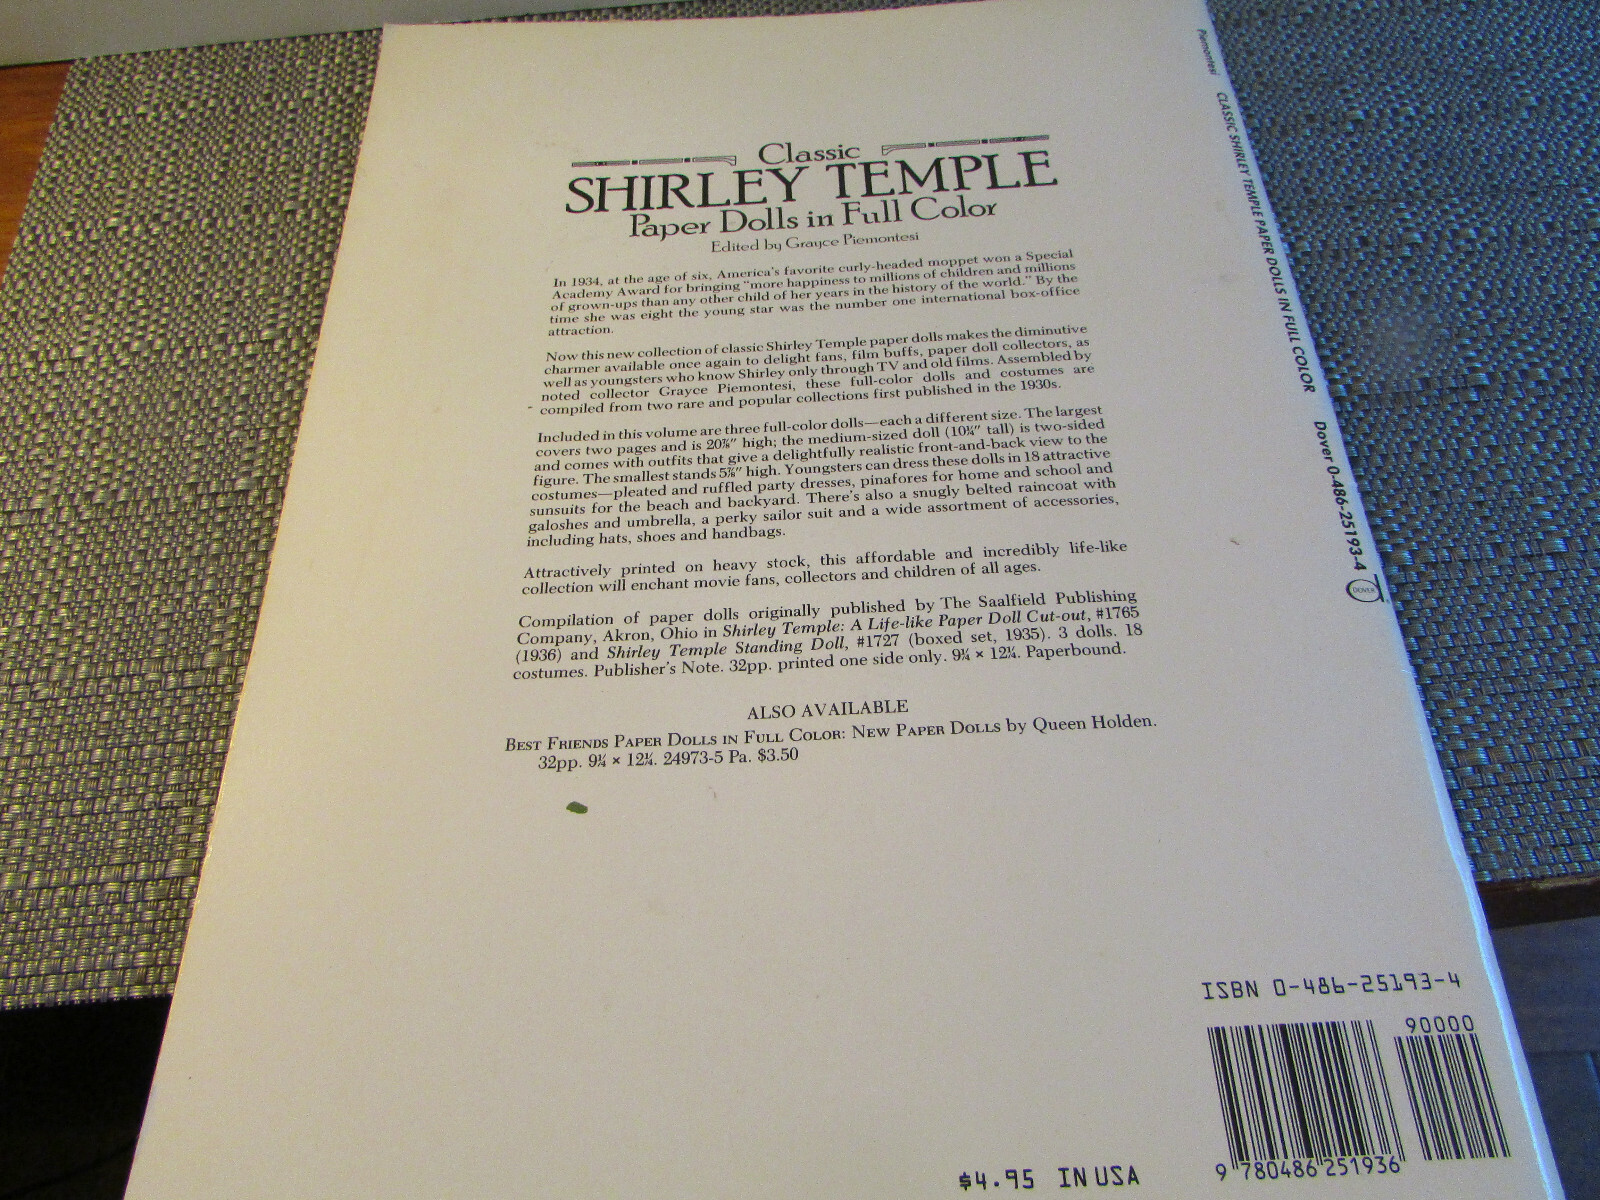 Classic
SHIRLEY TEMPLE
Paper Dolls in Full Color
Edited by Grayce Piemontesi
In 1934, at the age of six, America's favorite curly-headed moppet won a Special
Academy Award for bringing "more happiness to millions of children and millions
of grown-ups than any other child of her years in the history of the world." By the
time she was eight the young star was the number one international box-office
attraction.
Now this new collection of classic Shirley Temple paper dolls makes the diminutive
charmer available once again to delight fans, film buffs, paper doll collectors, as
well as youngsters who know Shirley only through TV and old films. Assembled by
noted collector Grayce Piemontesi, these full-color dolls and costumes are
compiled from two rare and popular collections first published in the 1930s.
Included in this volume are three full-color dolls—each a different size. The largest
covers two pages and is 20⅞" high; the medium-sized doll (10¼" tall) is two-sided
and comes with outfits that give a delightfully realistic front-and-back view to the
figure. The smallest stands 5⅞" high. Youngsters can dress these dolls in 18 attractive
costumes—pleated and ruffled party dresses, pinafores for home and school and
sunsuits for the beach and backyard. There's also a snugly belted raincoat with
galoshes and umbrella, a perky sailor suit and a wide assortment of accessories,
including hats, shoes and handbags.
Attractively printed on heavy stock, this affordable and incredibly life-like
collection will enchant movie fans, collectors and children of all ages.
Compilation of paper dolls originally published by The Saalfield Publishing
Company, Akron, Ohio in Shirley Temple: A Life-like Paper Doll Cut-out, #1765
(1936) and Shirley Temple Standing Doll, #1727 (boxed set, 1935). 3 dolls. 18
costumes. Publisher's Note. 32pp. printed one side only. 9¼ × 12¼. Paperbound.
ALSO AVAILABLE
BEST FRIENDS PAPER DOLLS IN FULL COLOR: NEW PAPER DOLLS by Queen Holden.
32pp. 9¼ × 12¼. 24973-5 Pa. $3.50
Piemontesi CLASSIC SHIRLEY TEMPLE PAPER DOLLS IN FULL COLOR Dover 0-486-25193-4
DOVER
ISBN 0-486-25193-4
90000
9 780486 251936
$4.95 IN USA